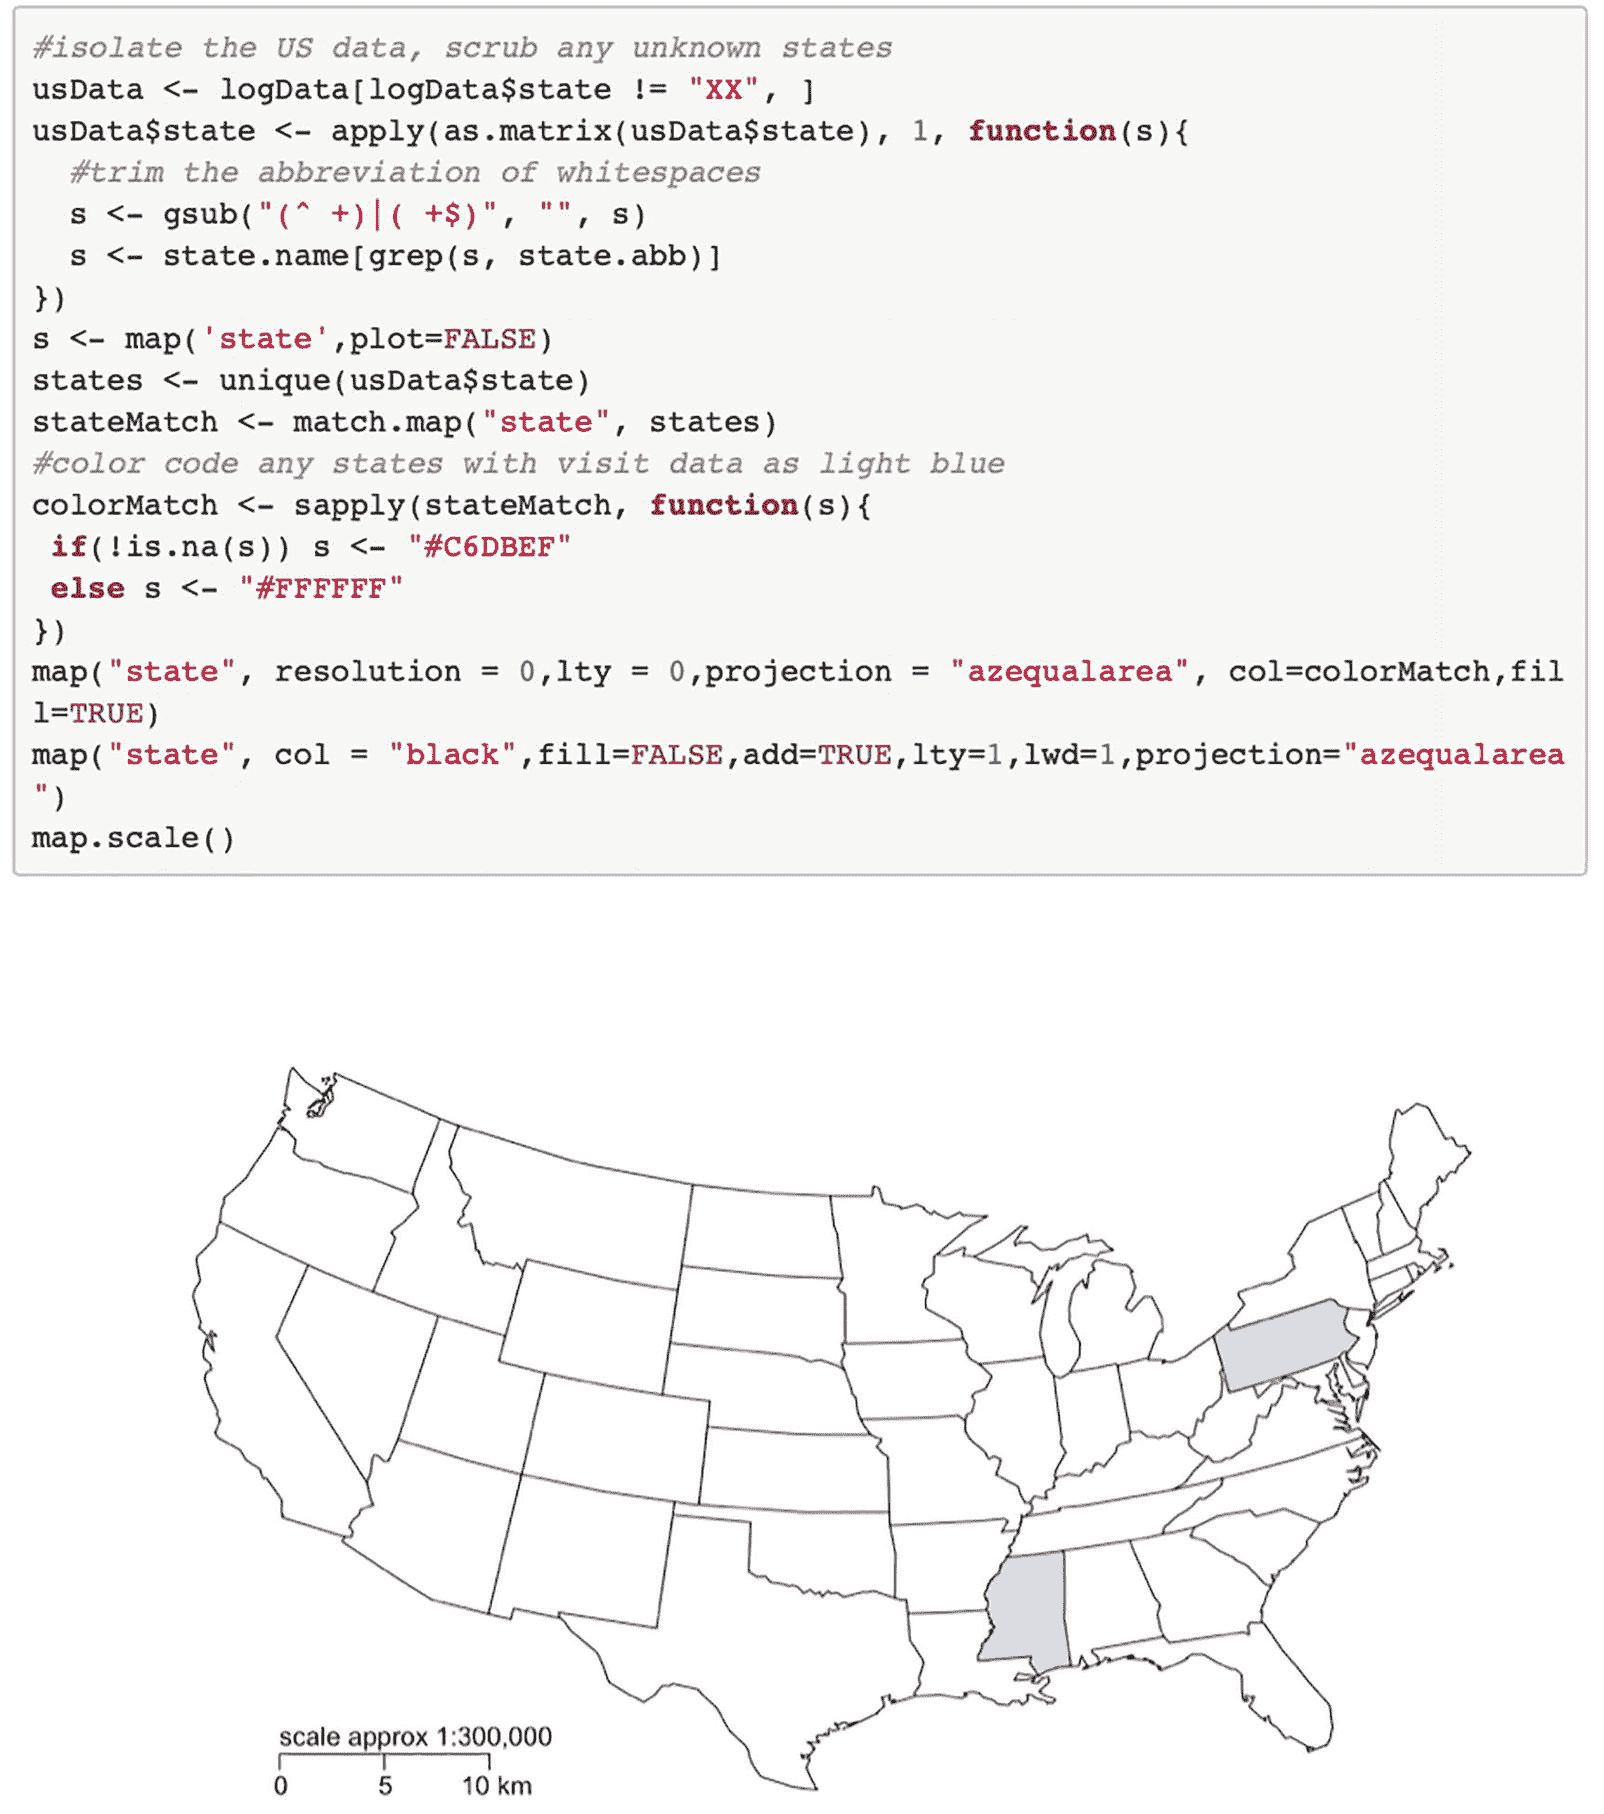 #isolate the US data, scrub any unknown states
usData <- logData[logData$state != "XX", ]
usData$state <- apply(as.matrix(usData$state), 1, function(s){
  #trim the abbreviation of whitespaces
  s <- gsub("(^ +)|( +$)", "", s)
  s <- state.name[grep(s, state.abb)]
})
s <- map('state',plot=FALSE)
states <- unique(usData$state)
stateMatch <- match.map("state", states)
#color code any states with visit data as light blue
colorMatch <- sapply(stateMatch, function(s){
 if(!is.na(s)) s <- "#C6DBEF"
 else s <- "#FFFFFF"
})
map("state", resolution = 0,lty = 0,projection = "azequalarea", col=colorMatch,fil
l=TRUE)
map("state", col = "black",fill=FALSE,add=TRUE,lty=1,lwd=1,projection="azequalarea
")
map.scale()
scale approx 1:300,000
0 5 10 km